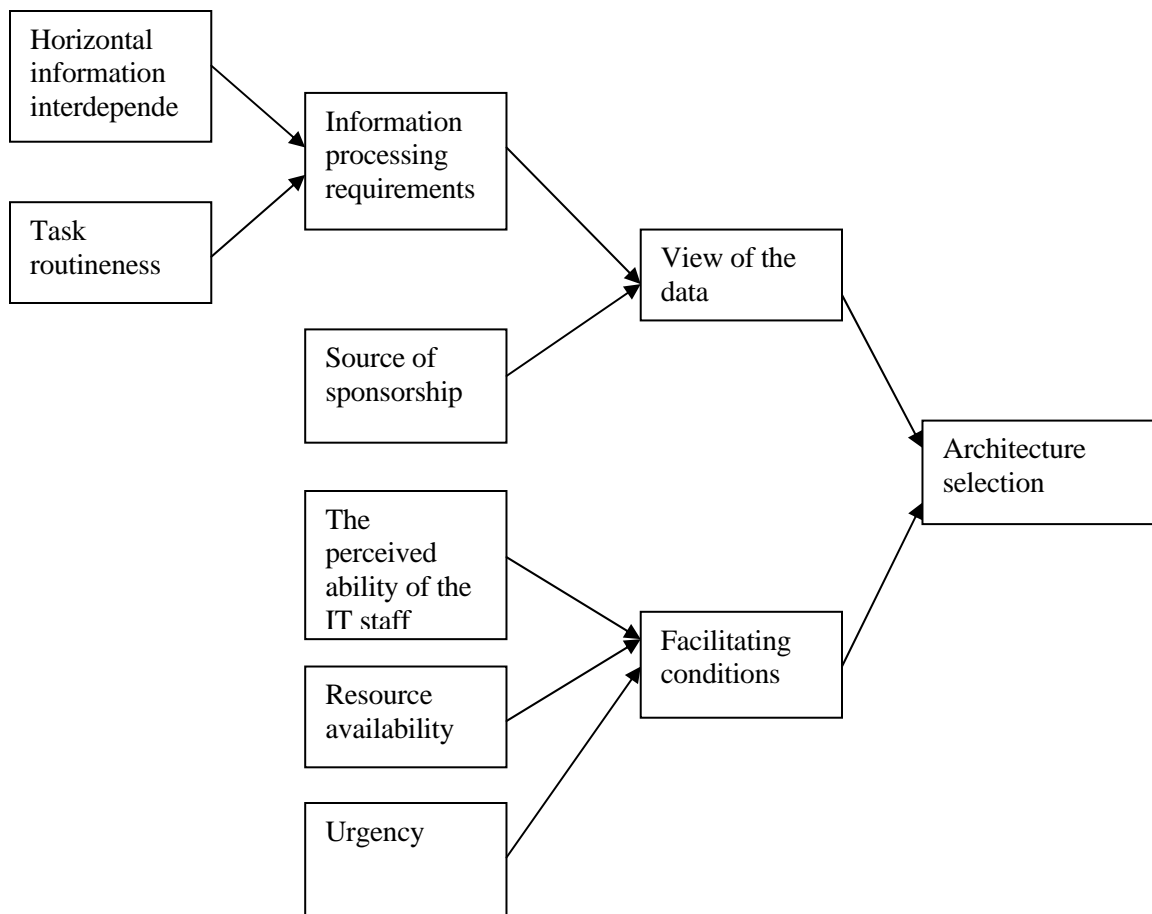 Horizontal
information
interdepende
Information
processing
requirements
Task
routineness
View of the
data
Source of
sponsorship
Architecture
selection
The
perceived
ability of the
IT staff
Facilitating
conditions
Resource
availability
Urgency